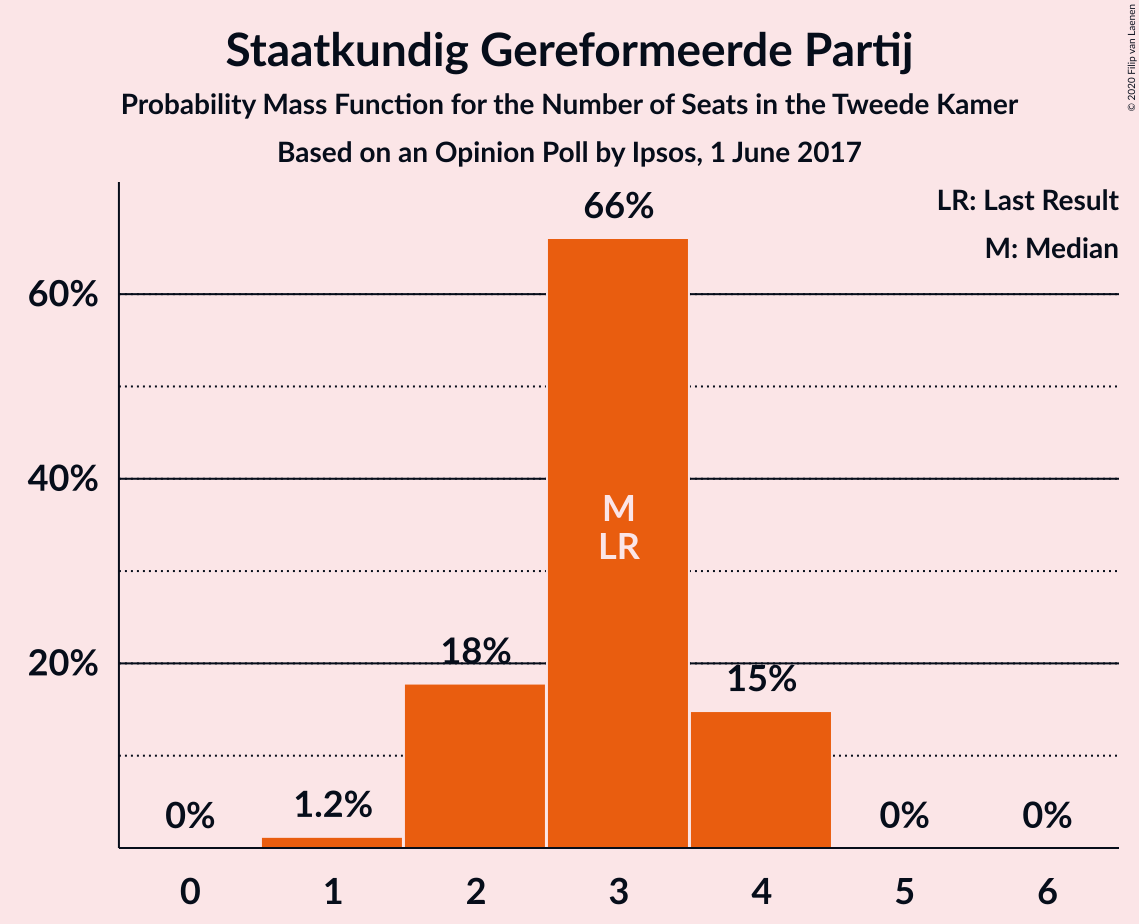 Staatkundig Gereformeerde Partij
Probability Mass Function for the Number of Seats in the Tweede Kamer
Based on an Opinion Poll by Ipsos, 1 June 2017
© 2020 Filip van Laenen
LR: Last Result
M: Median
60%
40%
20%
0%
1.2%
18%
66%
M
LR
15%
0%
0%
0
1
2
3
4
5
6